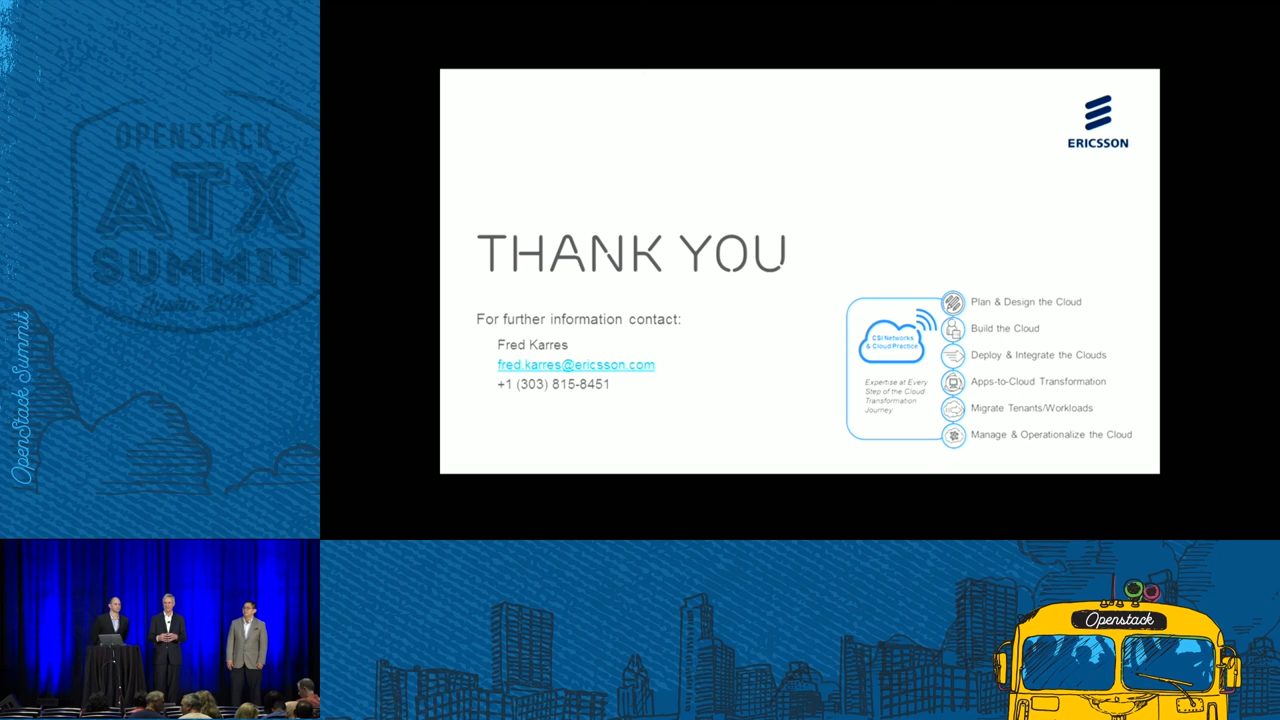 OPENSTACK
ATX
SUMMIT
Austin
OpenStack Summit
ERICSSON
THANK YOU
For further information contact:
Fred Karres
fred.karres@ericsson.com
+1 (303) 815-8451
CSI Networks
& Cloud Practice
Expertise at Every
Step of the Cloud
Transformation
Journey
Plan & Design the Cloud
Build the Cloud
Deploy & Integrate the Clouds
Apps-to-Cloud Transformation
Migrate Tenants/Workloads
Manage & Operationalize the Cloud
Openstack